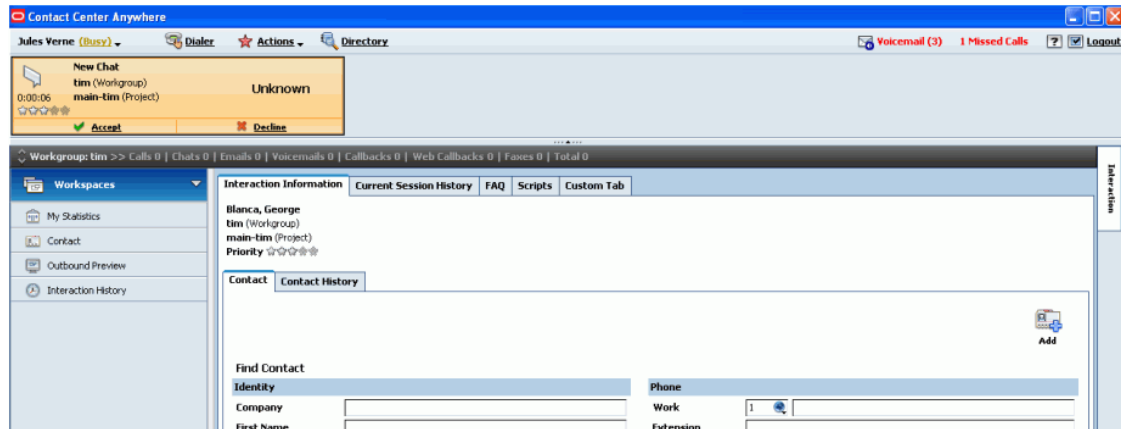 Contact Center Anywhere
Jules Verne (Busy) Dialer Actions Directory Voicemail (3) 1 Missed Calls ? Logout
New Chat
tim (Workgroup)
0:00:06 main-tim (Project) Unknown
Accept Decline
Workgroup: tim >> Calls 0 | Chats 0 | Emails 0 | Voicemails 0 | Callbacks 0 | Web Callbacks 0 | Faxes 0 | Total 0
Workspaces
My Statistics
Contact
Outbound Preview
Interaction History
Interaction Information Current Session History FAQ Scripts Custom Tab
Blanca, George
tim (Workgroup)
main-tim (Project)
Priority
Contact Contact History
Add
Find Contact
Identity Phone
Company Work 1
First Name Extension
Interaction